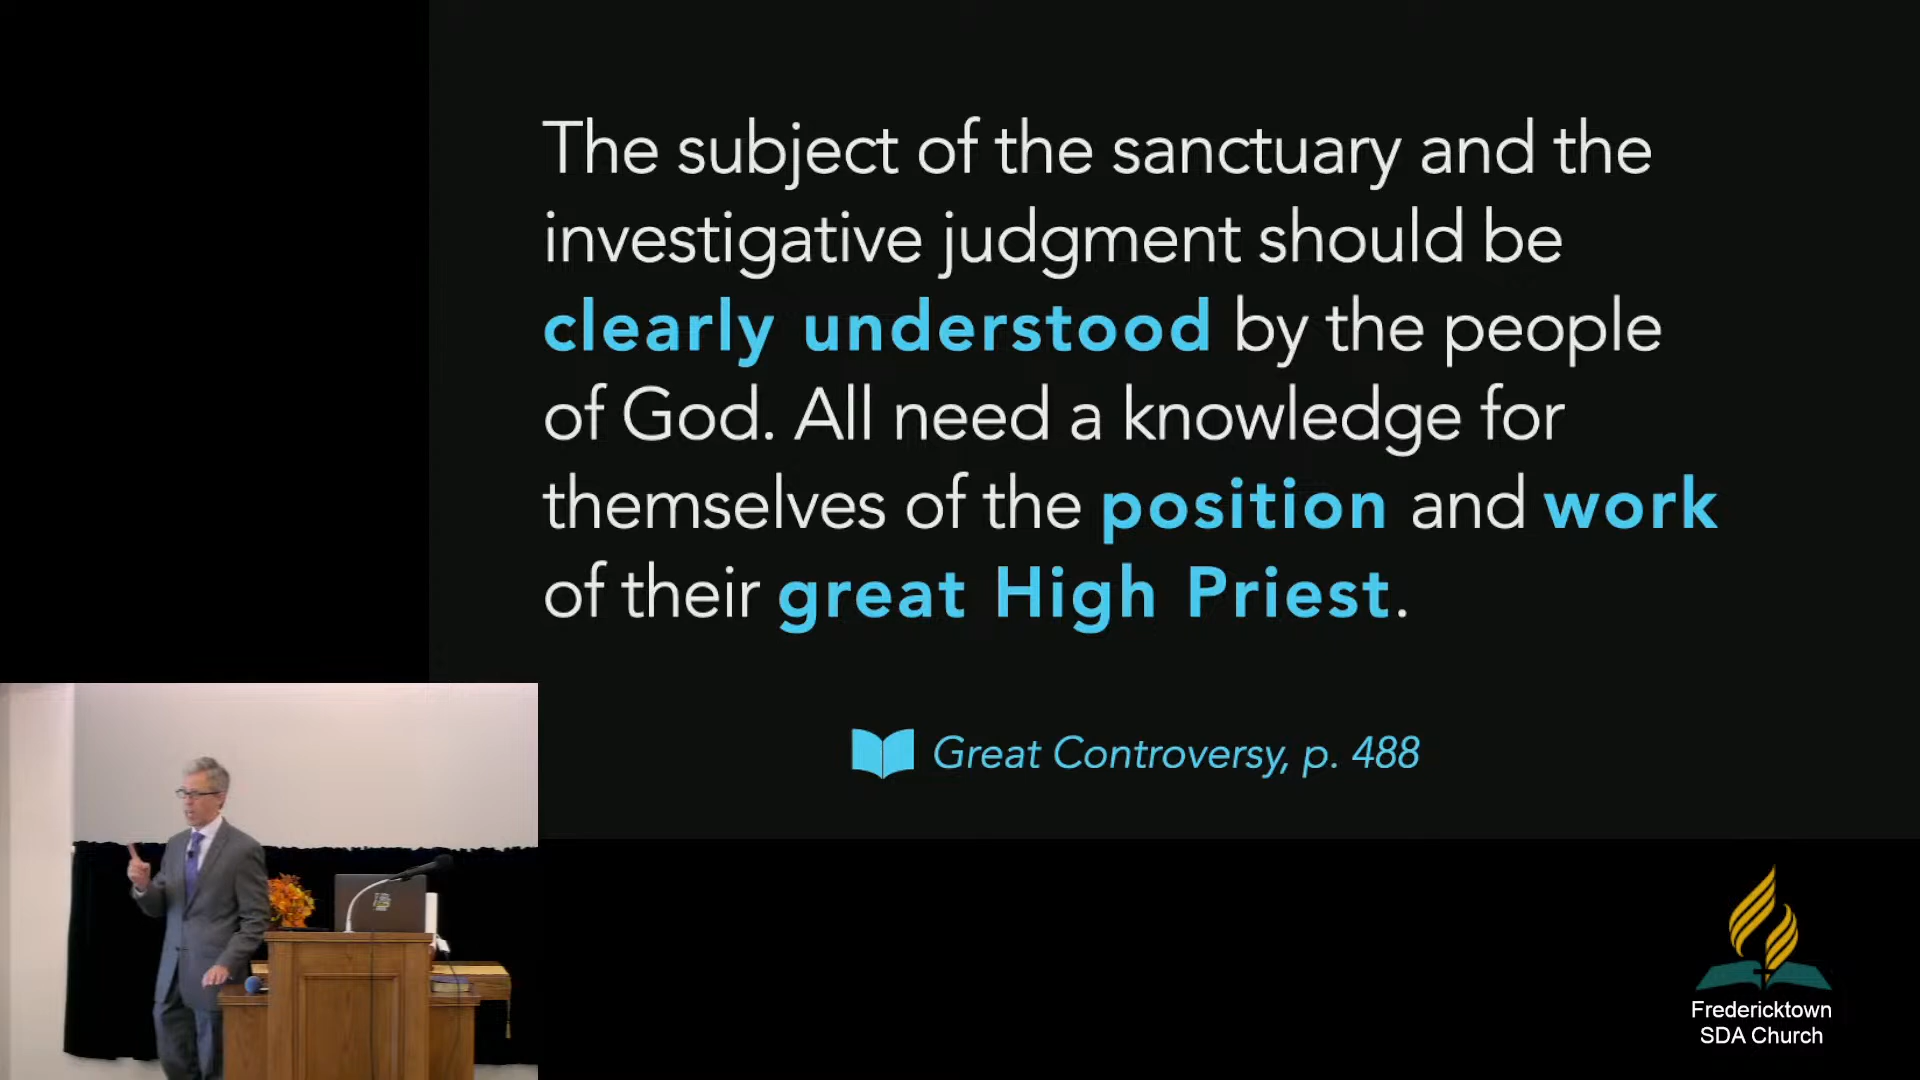 The subject of the sanctuary and the
investigative judgment should be
clearly understood by the people
of God. All need a knowledge for
themselves of the position and work
of their great High Priest.
Great Controversy, p. 488
Fredericktown
SDA Church